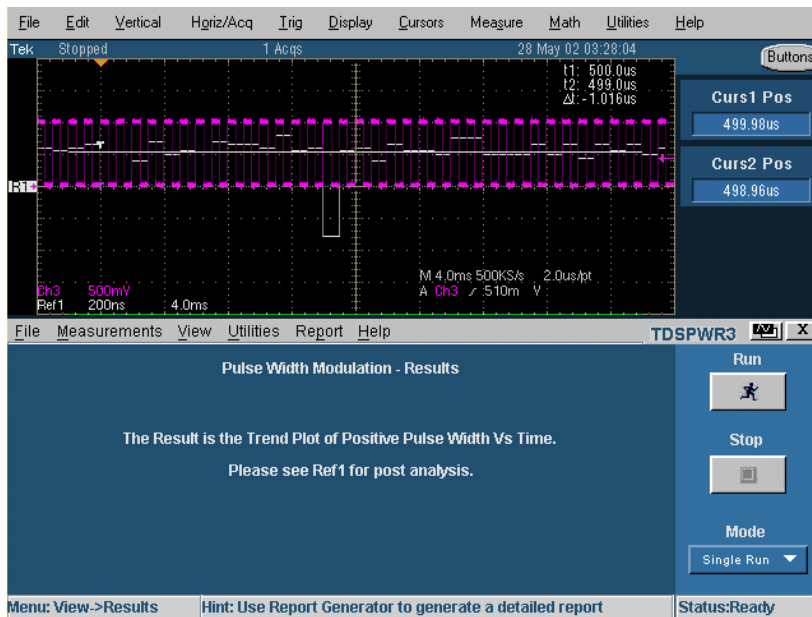 File Edit Vertical Horiz/Acq Trig Display Cursors Measure Math Utilities Help
Tek Stopped 1 Acqs 28 May 02 03:28:04
Buttons
t1: 500.0us
t2: 499.0us
Δt: -1.016us
Curs1 Pos
499.98us
Curs2 Pos
498.96us
R1
Ch3 500mV
Ref1 200ns 4.0ms
M 4.0ms 500KS/s 2.0us/pt
A Ch3 510m V
File Measurements View Utilities Report Help
TDSPWR3
X
Pulse Width Modulation - Results
The Result is the Trend Plot of Positive Pulse Width Vs Time.
Please see Ref1 for post analysis.
Run
Stop
Mode
Single Run
Menu: View->Results
Hint: Use Report Generator to generate a detailed report
Status:Ready